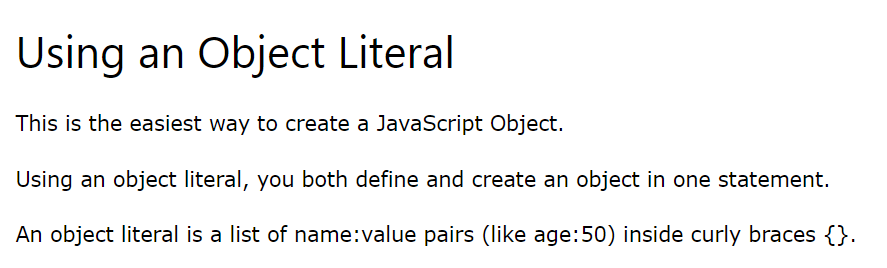 Using an Object Literal
This is the easiest way to create a JavaScript Object.
Using an object literal, you both define and create an object in one statement.
An object literal is a list of name:value pairs (like age:50) inside curly braces {}.